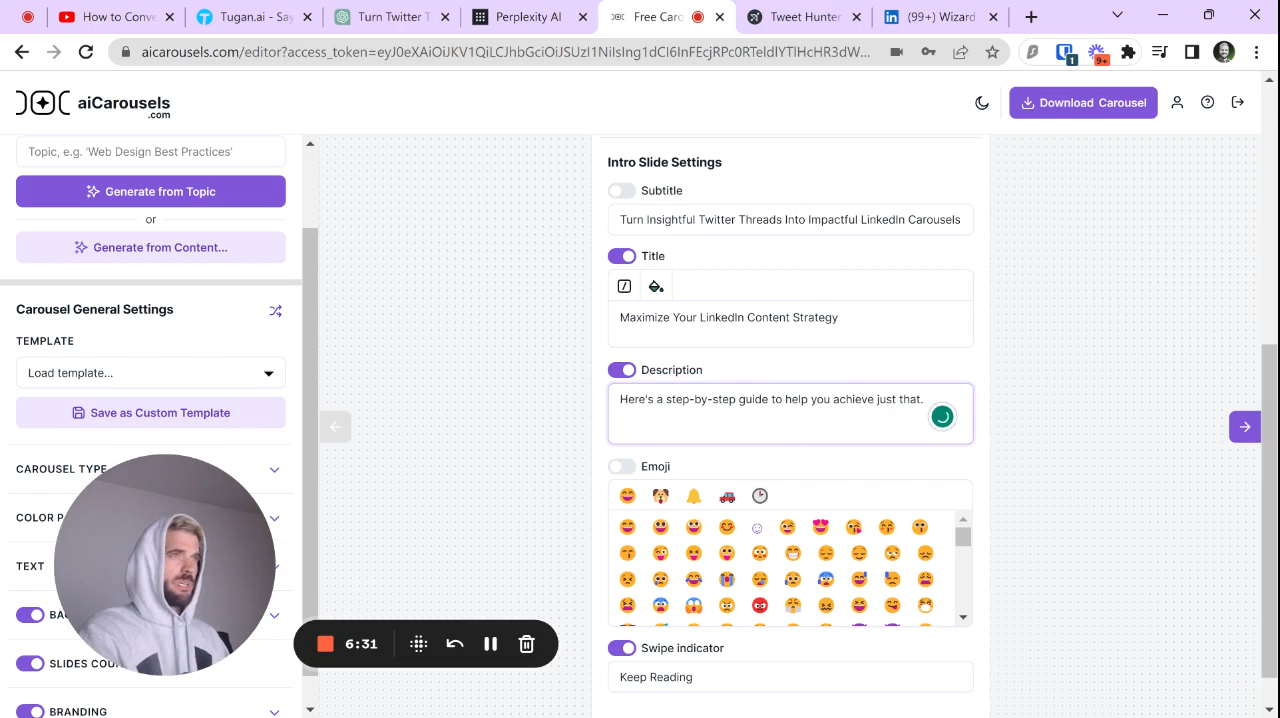 How to Conve
Tugan.ai - Say
Turn Twitter T
Perplexity AI
Free Caro
Tweet Hunter
(99+) Wizard
aicarousels.com/editor?access_token=eyJ0eXAiOiJKV1QiLCJhbGciOiJSUzI1NiIsIng1dCI6InFEcjRPc0RTeldIYTlHcHR3dW...
1
9+
aiCarousels
.com
Download Carousel
Topic, e.g. 'Web Design Best Practices'
Generate from Topic
or
Generate from Content...
Carousel General Settings
TEMPLATE
Load template...
Save as Custom Template
CAROUSEL TYPE
COLOR P
TEXT
BAC
SLIDES COU
BRANDING
6:31
Intro Slide Settings
Subtitle
Turn Insightful Twitter Threads Into Impactful LinkedIn Carousels
Title
Maximize Your LinkedIn Content Strategy
Description
Here's a step-by-step guide to help you achieve just that.
Emoji
Swipe indicator
Keep Reading